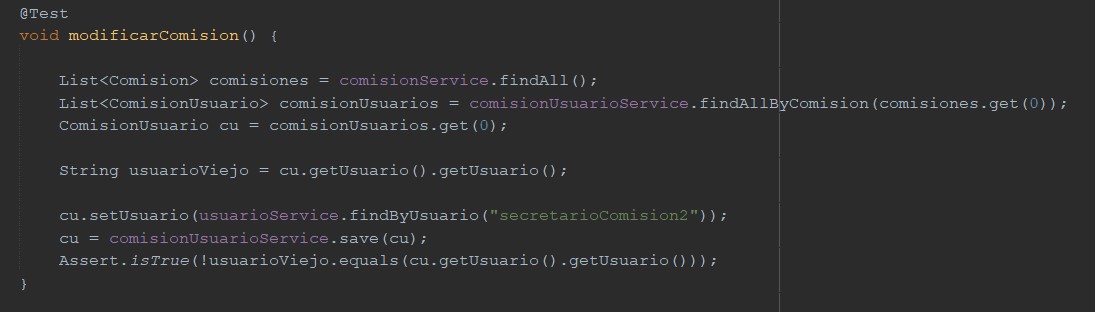 @Test
void modificarComision() {
List<Comision> comisiones = comisionService.findAll();
List<ComisionUsuario> comisionUsuarios = comisionUsuarioService.findAllByComision(comisiones.get(0));
ComisionUsuario cu = comisionUsuarios.get(0);
String usuarioViejo = cu.getUsuario().getUsuario();
cu.setUsuario(usuarioService.findByUsuario("secretarioComision2"));
cu = comisionUsuarioService.save(cu);
Assert.isTrue(!usuarioViejo.equals(cu.getUsuario().getUsuario()));
}